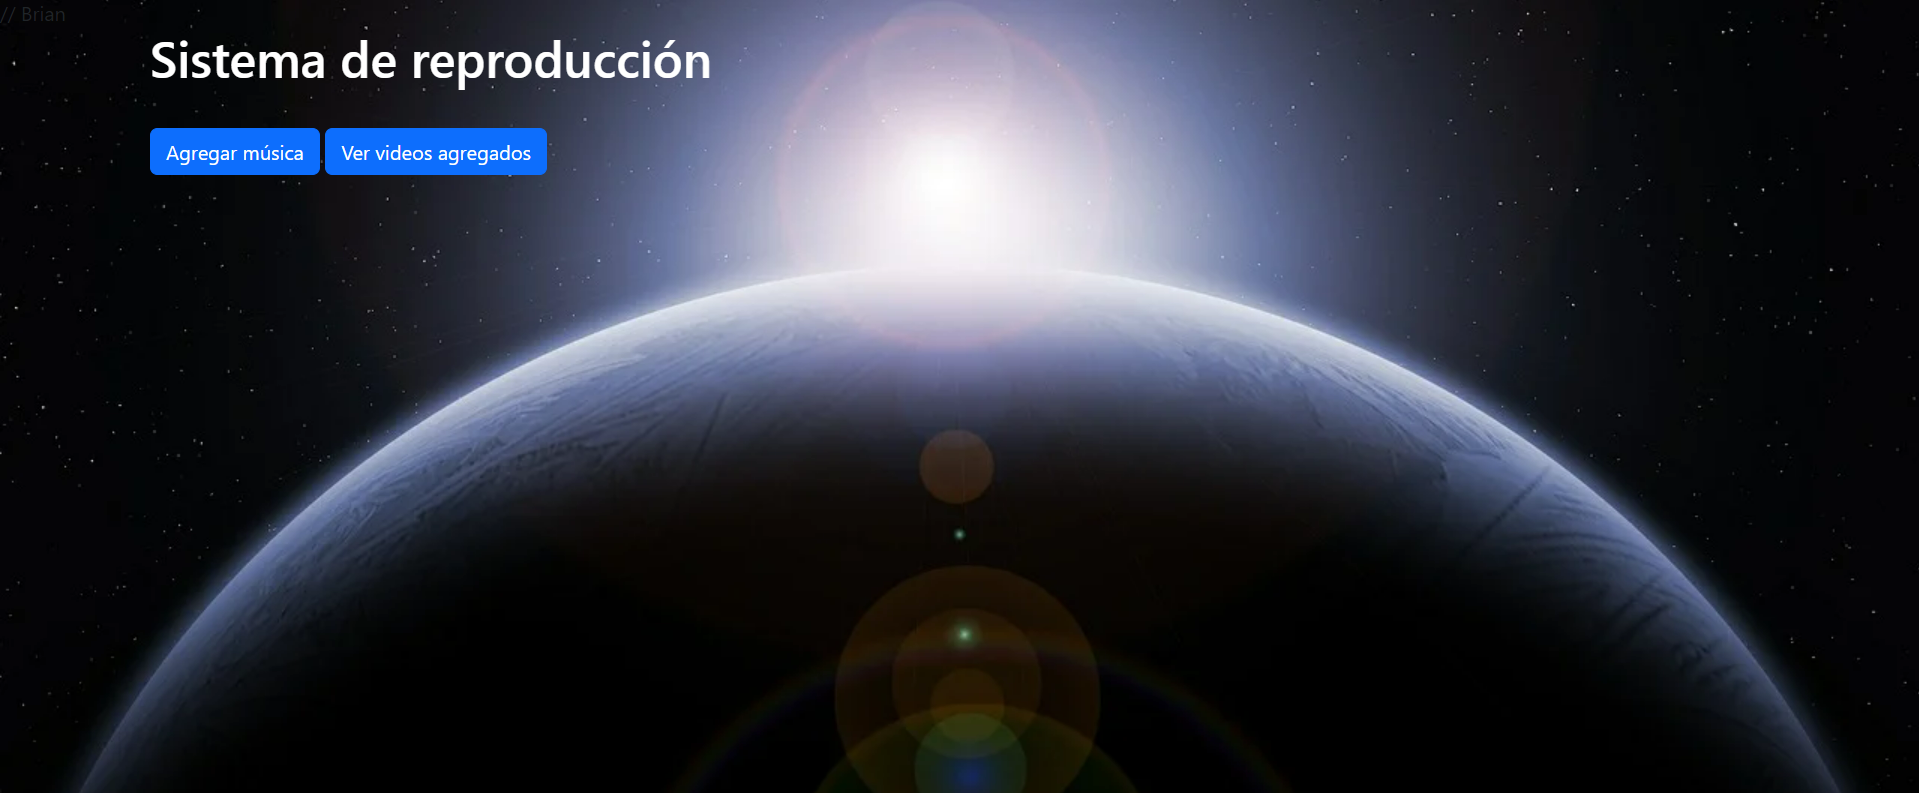 // Brian
Sistema de reproducción
Agregar música
Ver videos agregados